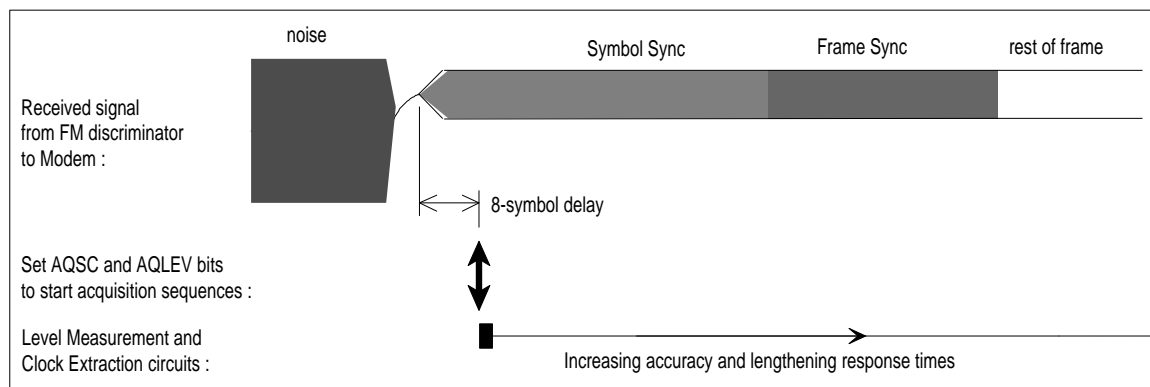 noise
Symbol Sync
Frame Sync
rest of frame
Received signal
from FM discriminator
to Modem :
8-symbol delay
Set AQSC and AQLEV bits
to start acquisition sequences :
Level Measurement and
Clock Extraction circuits :
Increasing accuracy and lengthening response times